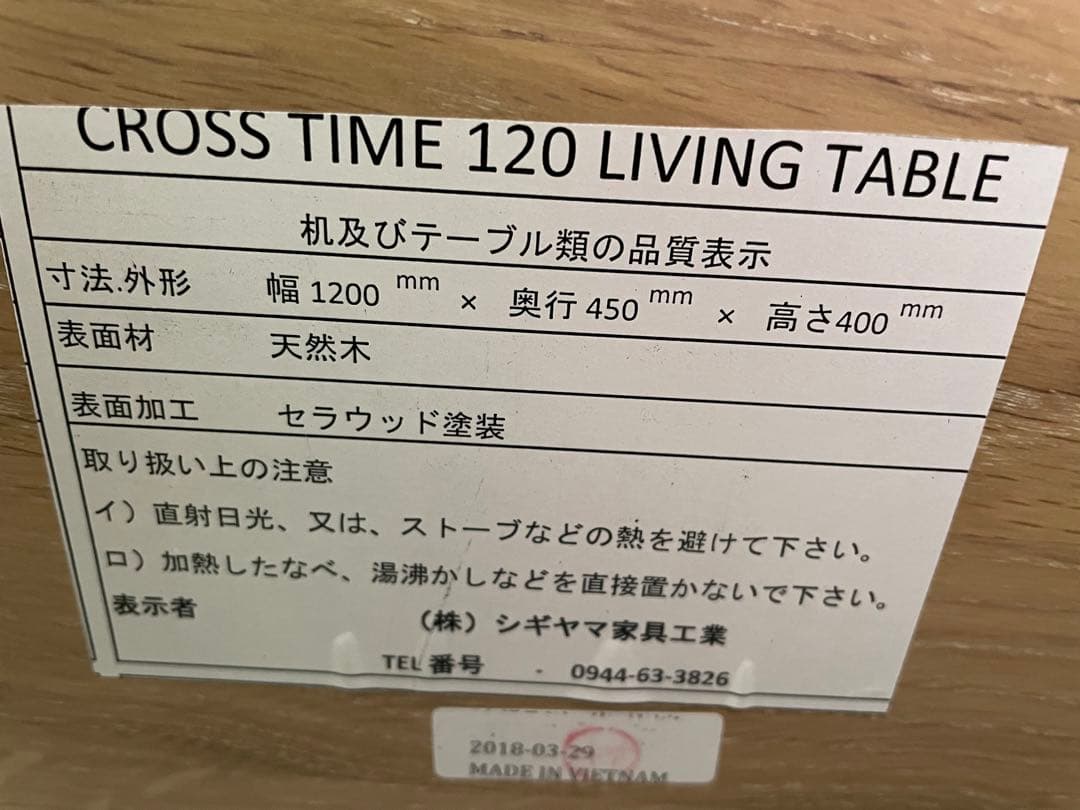 CROSS TIME 120 LIVING TABLE
机及びテーブル類の品質表示
寸法.外形 幅 1200 mm × 奥行 450 mm × 高さ400 mm
表面材 天然木
表面加工 セラウッド塗装
取り扱い上の注意
イ）直射日光、又は、ストーブなどの熱を避けて下さい。
ロ）加熱したなべ、湯沸かしなどを直接置かないで下さい。
表示者 （株）シギヤマ家具工業
TEL 番号 - 0944-63-3826
2018-03-29
MADE IN VIETNAM